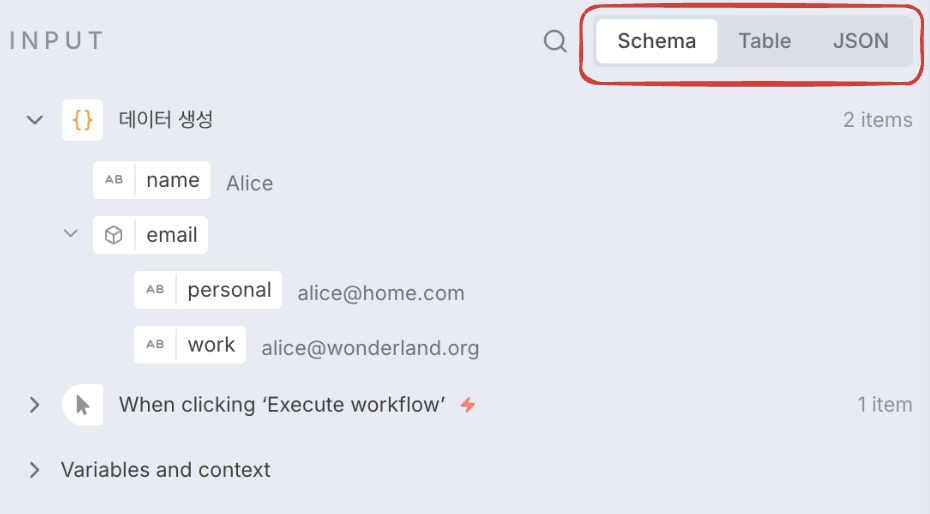 INPUT Schema Table JSON
{} 데이터 생성 2 items
AB name Alice
email
AB personal alice@home.com
AB work alice@wonderland.org
When clicking ‘Execute workflow’ 1 item
Variables and context